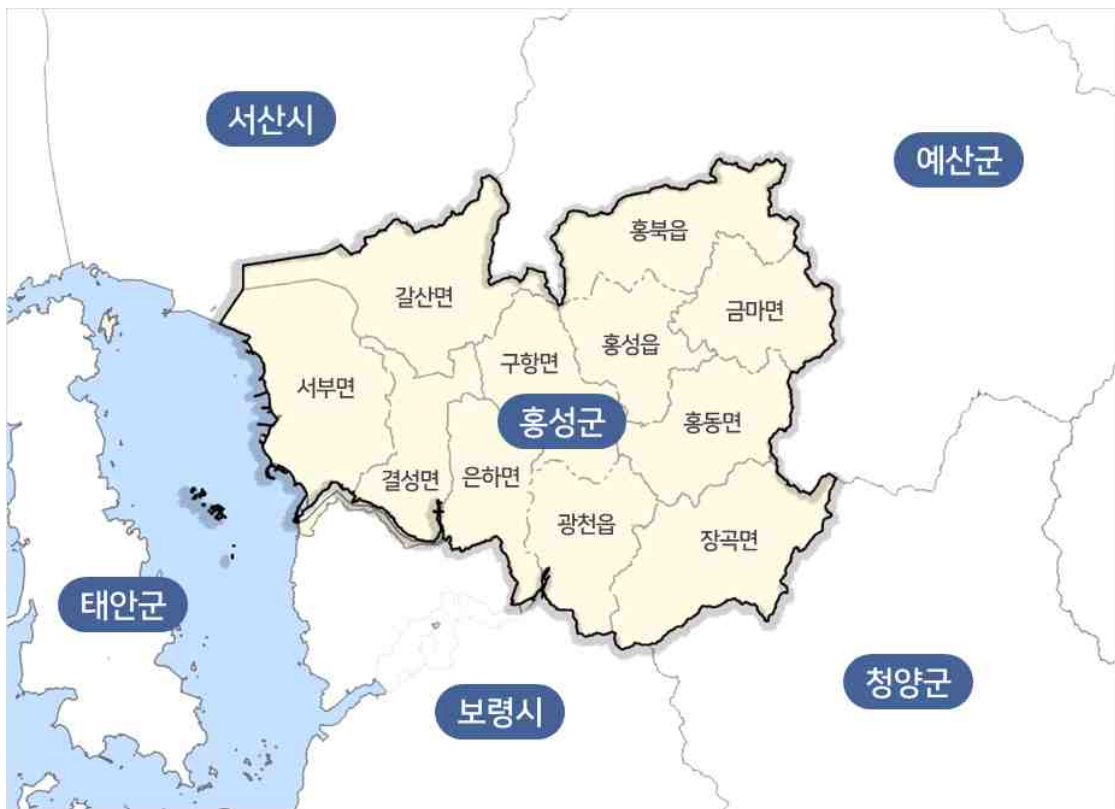 서산시
예산군
홍북읍
갈산면
금마면
홍성읍
구항면
서부면
홍성군
홍동면
결성면
은하면
광천읍
장곡면
태안군
청양군
보령시